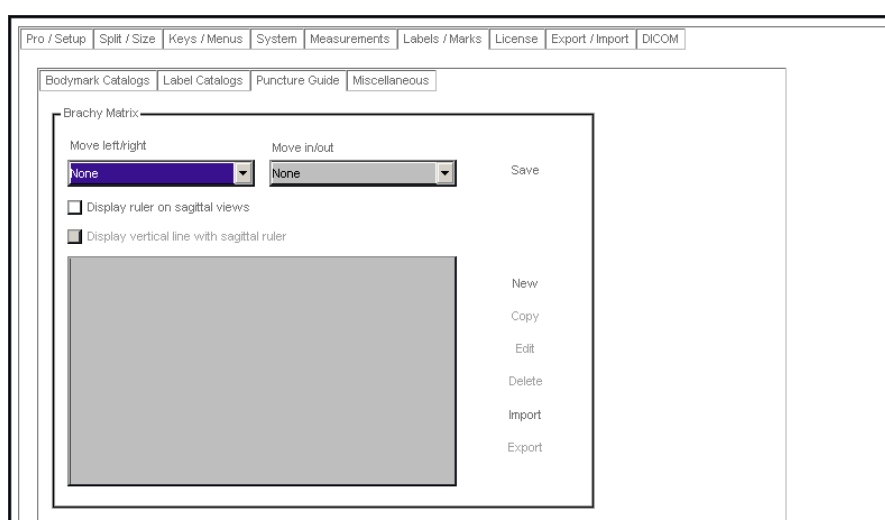 Pro / Setup Split / Size Keys / Menus System Measurements Labels / Marks License Export / Import DICOM
Bodymark Catalogs Label Catalogs Puncture Guide Miscellaneous
Brachy Matrix
Move left/right Move in/out
None None Save
Display ruler on sagittal views
Display vertical line with sagittal ruler
New
Copy
Edit
Delete
Import
Export